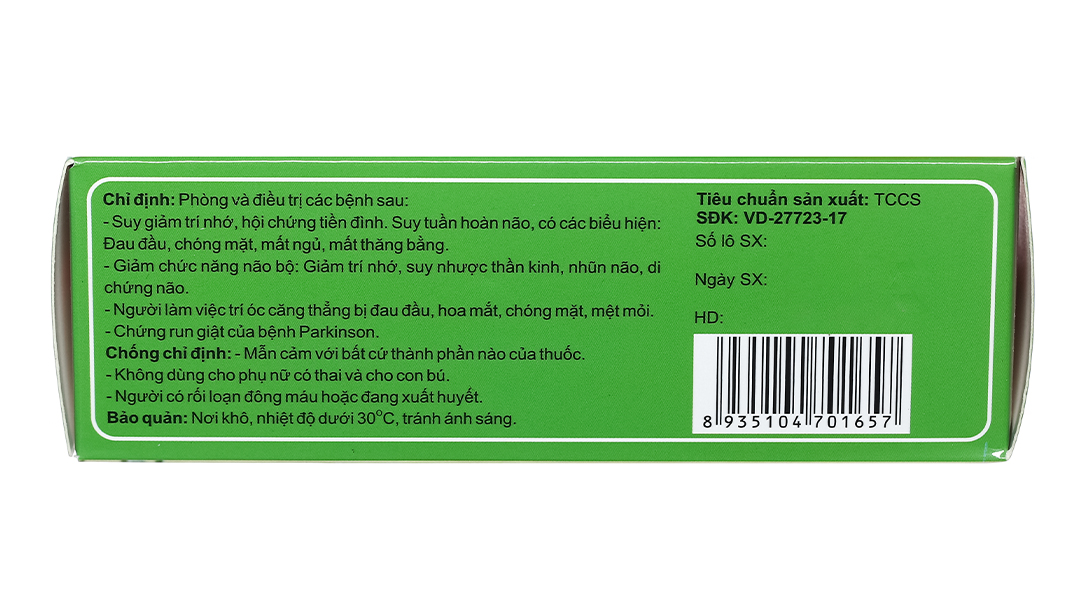 Chỉ định: Phòng và điều trị các bệnh sau:
- Suy giảm trí nhớ, hội chứng tiền đình. Suy tuần hoàn não, có các biểu hiện:
Đau đầu, chóng mặt, mất ngủ, mất thăng bằng.
- Giảm chức năng não bộ: Giảm trí nhớ, suy nhược thần kinh, nhũn não, di
chứng não.
- Người làm việc trí óc căng thẳng bị đau đầu, hoa mắt, chóng mặt, mệt mỏi.
- Chứng run giật của bệnh Parkinson.
Chống chỉ định: - Mẫn cảm với bất cứ thành phần nào của thuốc.
- Không dùng cho phụ nữ có thai và cho con bú.
- Người có rối loạn đông máu hoặc đang xuất huyết.
Bảo quản: Nơi khô, nhiệt độ dưới 30°C, tránh ánh sáng.
Tiêu chuẩn sản xuất: TCCS
SĐK: VD-27723-17
Số lô SX:
Ngày SX:
HD:
8 935104 701657